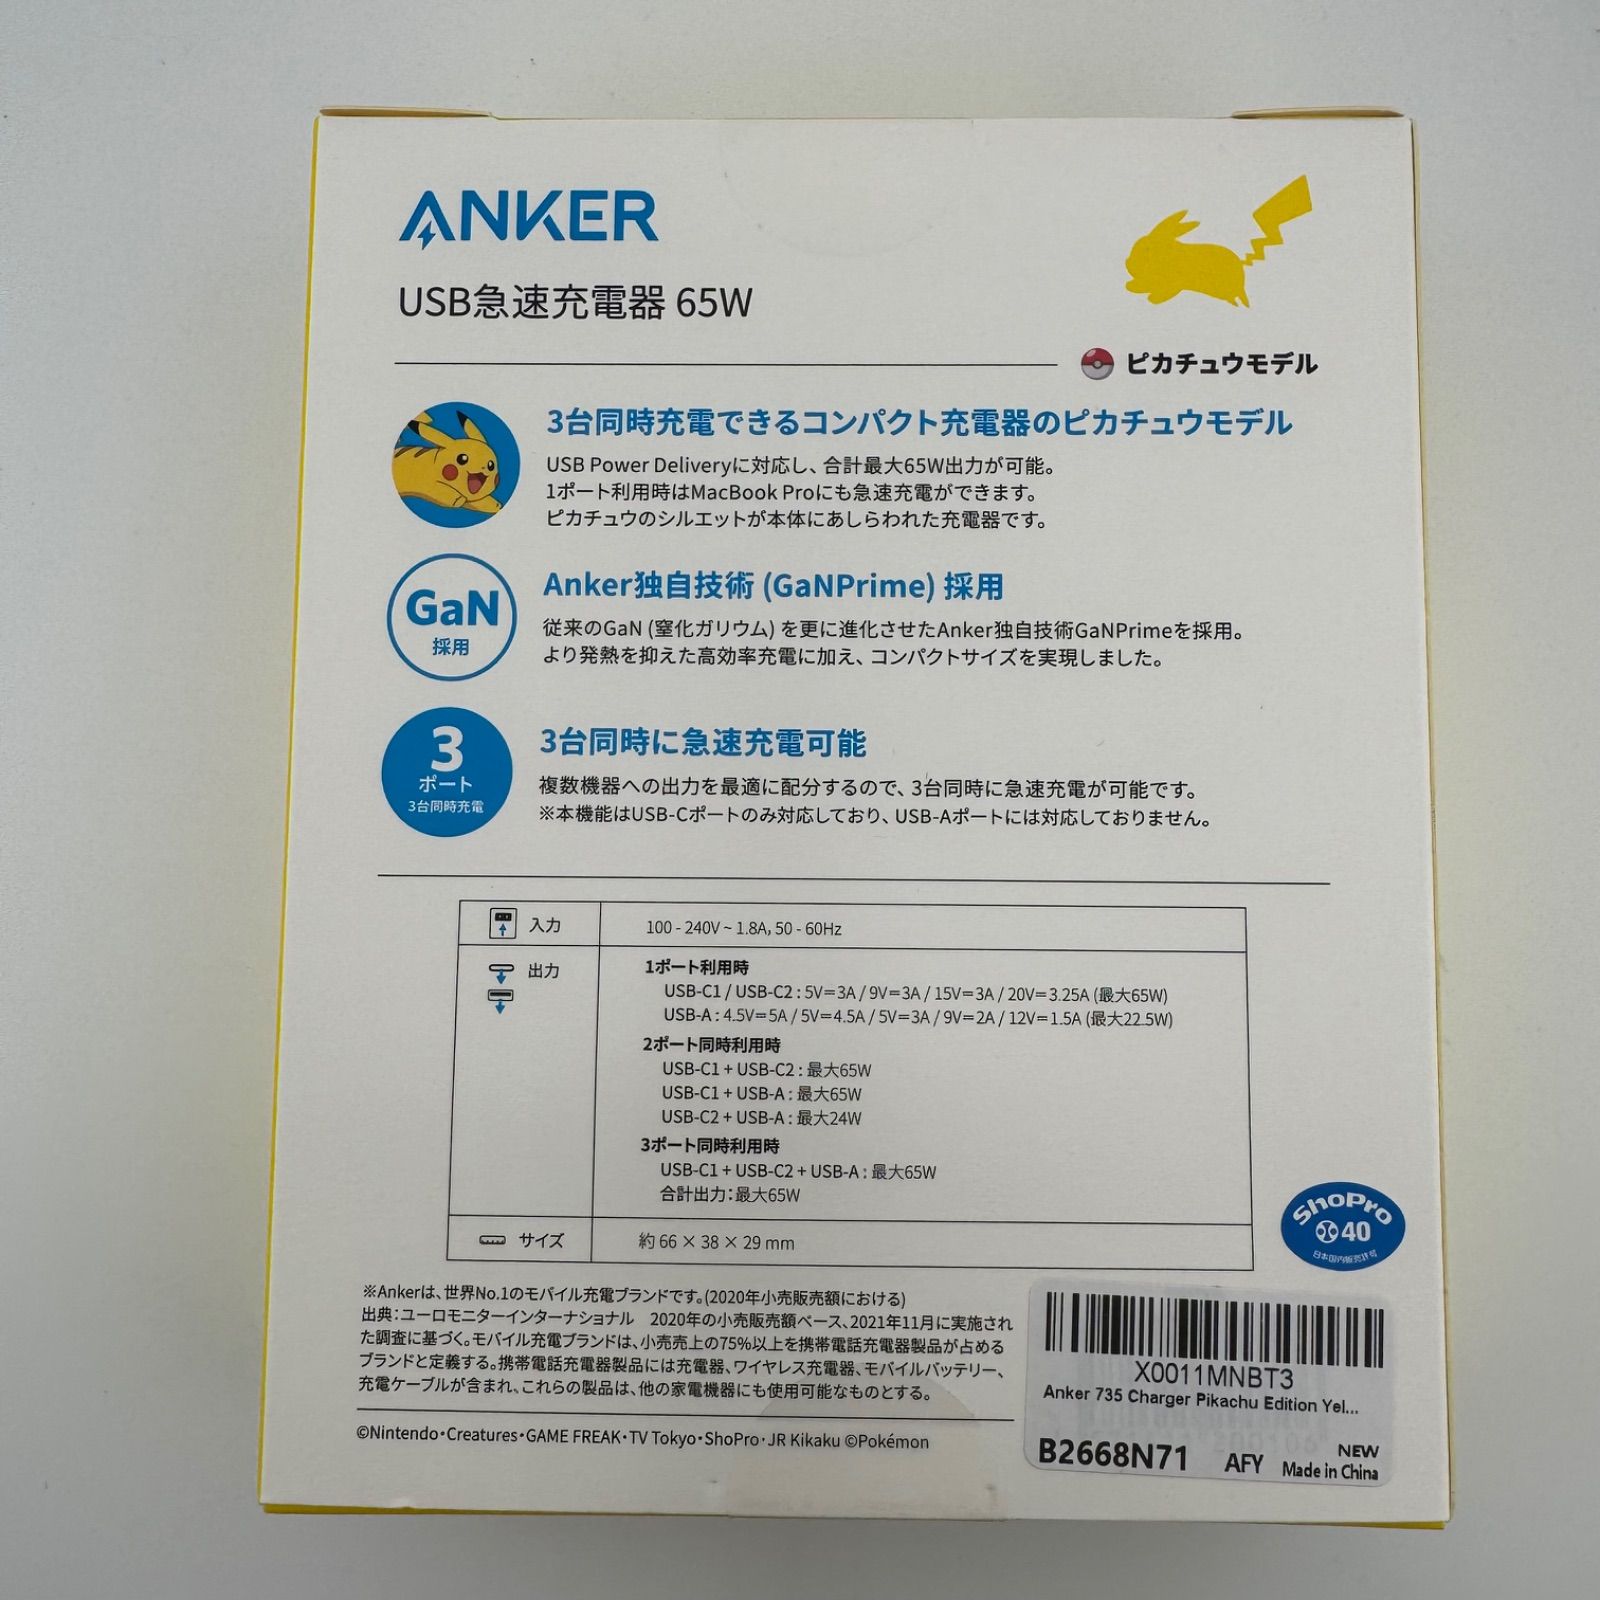 ANKER
USB急速充電器 65W
ピカチュウモデル
3台同時充電できるコンパクト充電器のピカチュウモデル
USB Power Deliveryに対応し、合計最大65W出力が可能。
1ポート利用時はMacBook Proにも急速充電ができます。
ピカチュウのシルエットが本体にあしらわれた充電器です。
GaN
採用
Anker独自技術 (GaNPrime) 採用
従来のGaN (窒化ガリウム) を更に進化させたAnker独自技術GaNPrimeを採用。
より発熱を抑えた高効率充電に加え、コンパクトサイズを実現しました。
3
ポート
3台同時充電
3台同時に急速充電可能
複数機器への出力を最適に配分するので、3台同時に急速充電が可能です。
※本機能はUSB-Cポートのみ対応しており、USB-Aポートには対応しておりません。
入力
100 - 240V ~ 1.8A, 50 - 60Hz
出力
1ポート利用時
USB-C1 / USB-C2 : 5V⎓3A / 9V⎓3A / 15V⎓3A / 20V⎓3.25A (最大65W)
USB-A : 4.5V⎓5A / 5V⎓4.5A / 5V⎓3A / 9V⎓2A / 12V⎓1.5A (最大22.5W)
2ポート同時利用時
USB-C1 + USB-C2 : 最大65W
USB-C1 + USB-A : 最大65W
USB-C2 + USB-A : 最大24W
3ポート同時利用時
USB-C1 + USB-C2 + USB-A : 最大65W
合計出力：最大65W
サイズ
約 66 × 38 × 29 mm
ShoPro
40
日本国内販売許可
※Ankerは、世界No.1のモバイル充電ブランドです。(2020年小売販売額における)
出典：ユーロモニターインターナショナル 2020年の小売販売額ベース、2021年11月に実施され
た調査に基づく。モバイル充電ブランドは、小売売上の75%以上を携帯電話充電器製品が占める
ブランドと定義する。携帯電話充電器製品には充電器、ワイヤレス充電器、モバイルバッテリー、
充電ケーブルが含まれ、これらの製品は、他の家電機器にも使用可能なものとする。
©Nintendo・Creatures・GAME FREAK・TV Tokyo・ShoPro・JR Kikaku ©Pokémon
X0011MNBT3
Anker 735 Charger Pikachu Edition Yel...
B2668N71 AFY NEW
Made in China